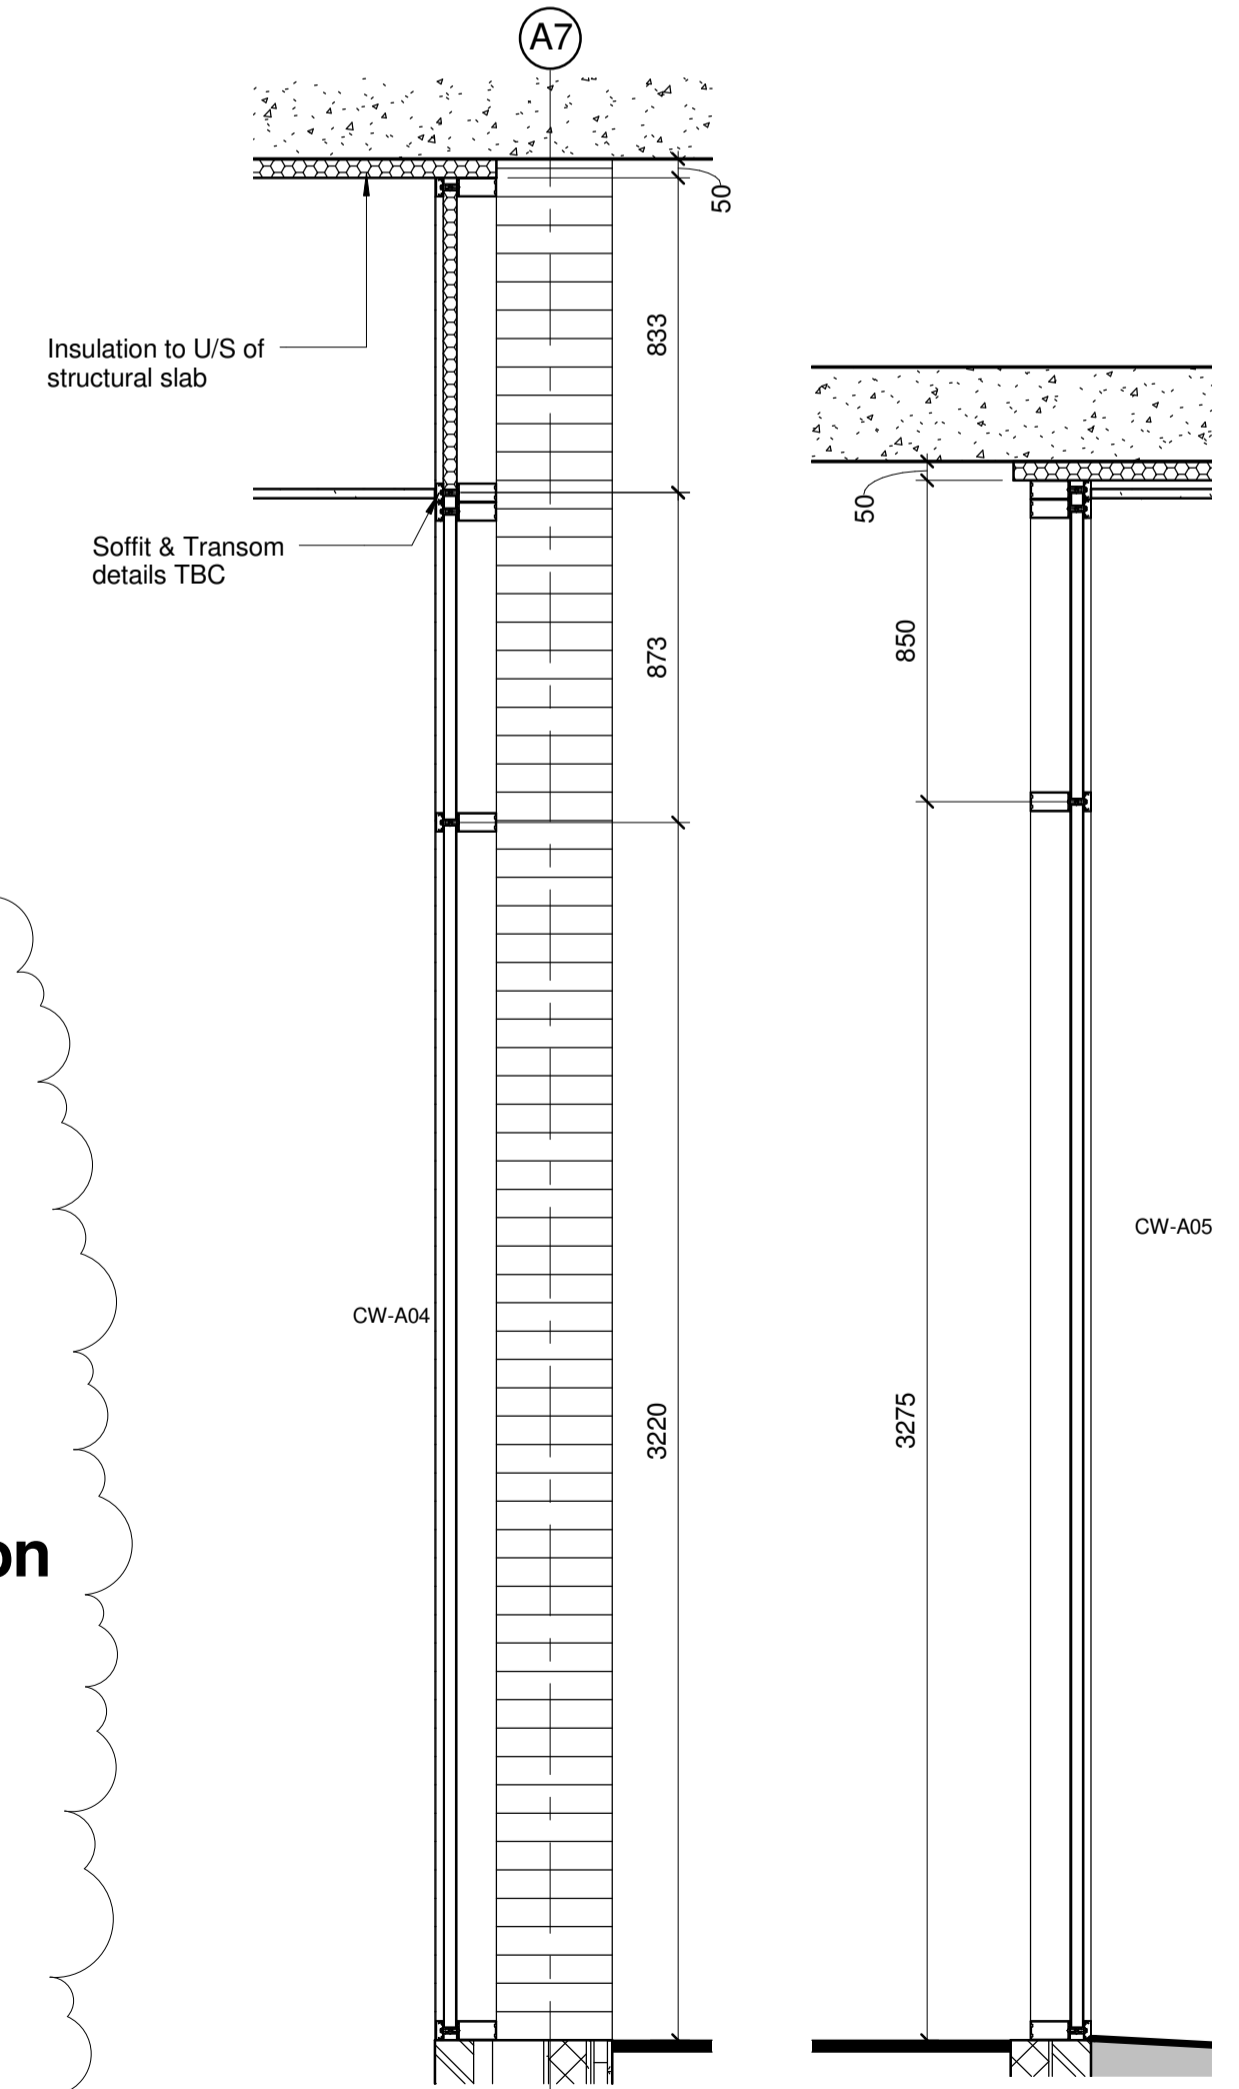 A7
50
833
Insulation to U/S of
structural slab
50
Soffit & Transom
details TBC
873
850
CW-A05
CW-A04
3220
3275
on